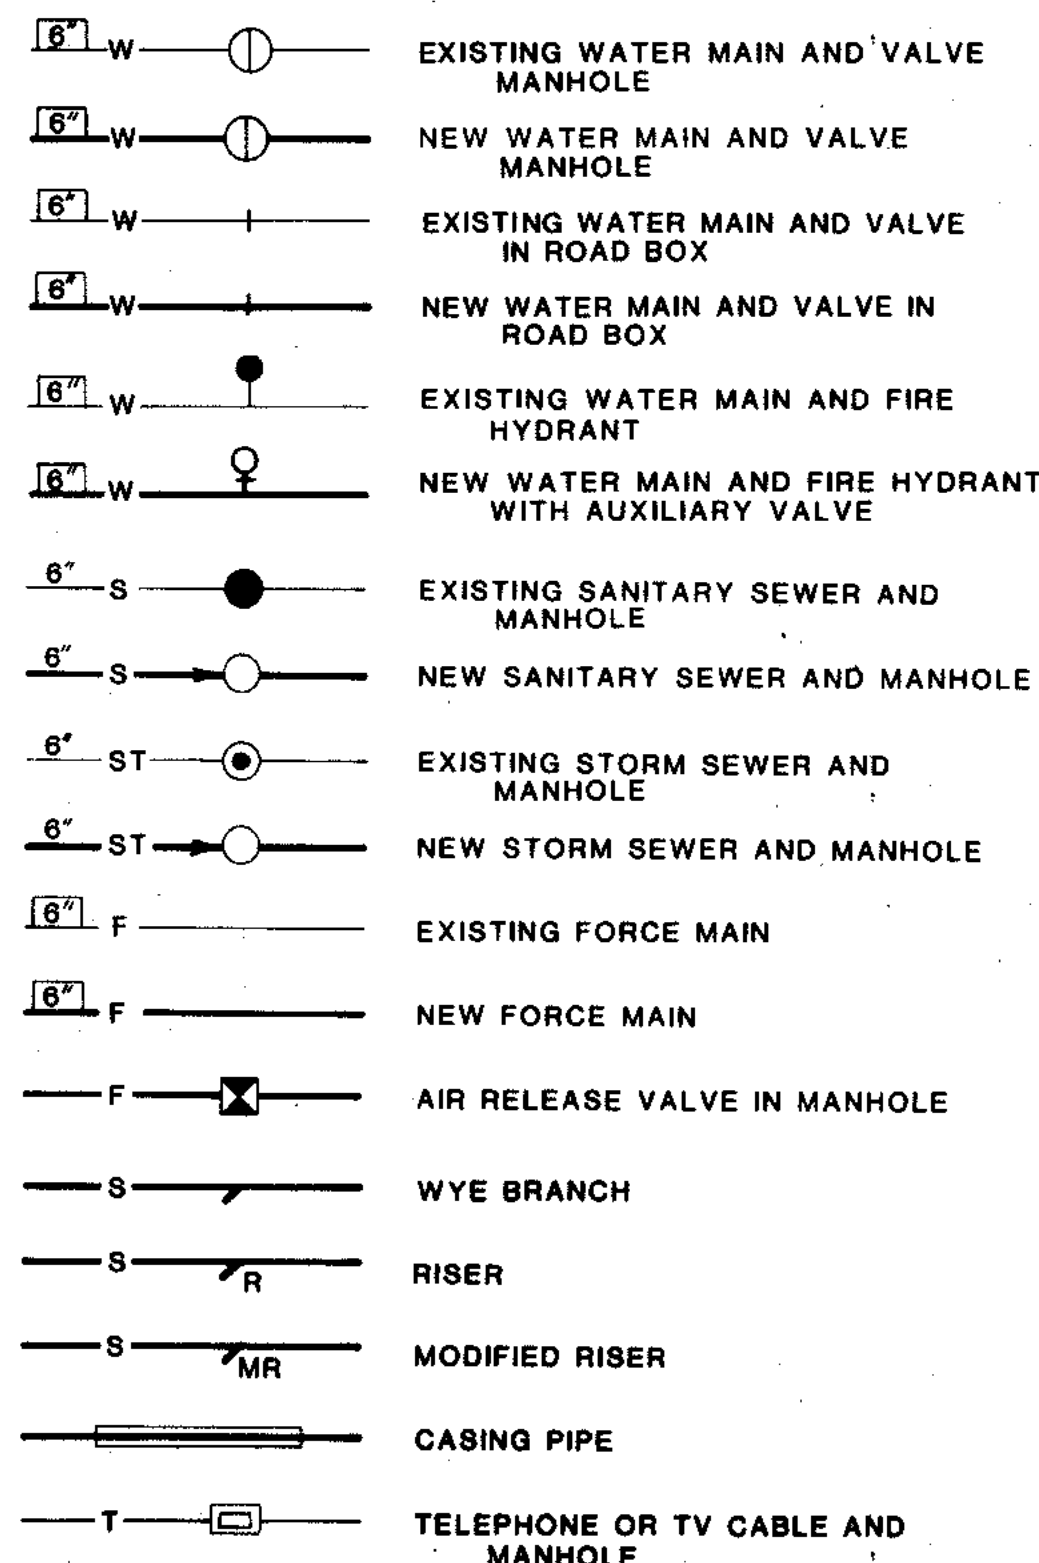 6" W EXISTING WATER MAIN AND VALVE
MANHOLE
6" W NEW WATER MAIN AND VALVE
MANHOLE
6" W EXISTING WATER MAIN AND VALVE
IN ROAD BOX
6" W NEW WATER MAIN AND VALVE IN
ROAD BOX
6" W EXISTING WATER MAIN AND FIRE
HYDRANT
6" W NEW WATER MAIN AND FIRE HYDRANT
WITH AUXILIARY VALVE
6" S EXISTING SANITARY SEWER AND
MANHOLE
6" S NEW SANITARY SEWER AND MANHOLE
6" ST EXISTING STORM SEWER AND
MANHOLE
6" ST NEW STORM SEWER AND MANHOLE
6" F EXISTING FORCE MAIN
6" F NEW FORCE MAIN
F AIR RELEASE VALVE IN MANHOLE
S WYE BRANCH
S R RISER
S MR MODIFIED RISER
CASING PIPE
T TELEPHONE OR TV CABLE AND
MANHOLE